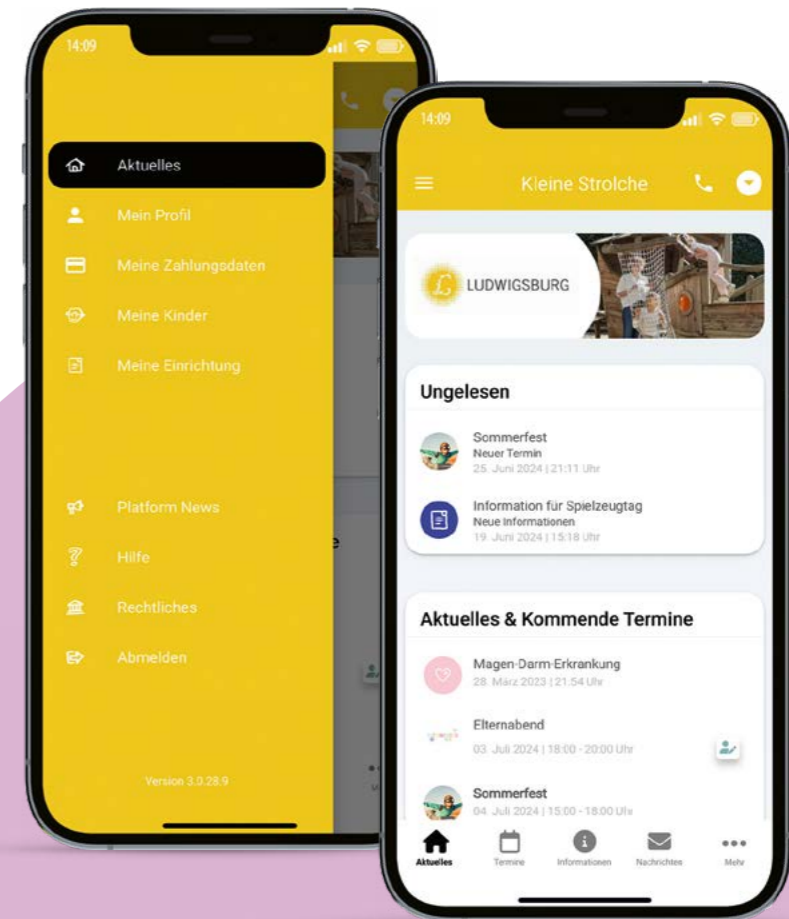 14:09
Aktuelles
Mein Profil
Meine Zahlungsdaten
Meine Kinder
Meine Einrichtung
Platform News
Hilfe
Rechtliches
Abmelden
Version 3.0.28.9
14:09
Kleine Strolche
LUDWIGSBURG
Ungelesen
Sommerfest
Neuer Termin
25. Juni 2024 | 21:11 Uhr
Information für Spielzeugtag
Neue Informationen
19. Juni 2024 | 15:18 Uhr
Aktuelles & Kommende Termine
Magen-Darm-Erkrankung
28. März 2023 | 21:54 Uhr
Elternabend
03. Juli 2024 | 18:00 - 20:00 Uhr
Sommerfest
04. Juli 2024 | 15:00 - 18:00 Uhr
Aktuelles Termine Informationen Nachrichten Mehr